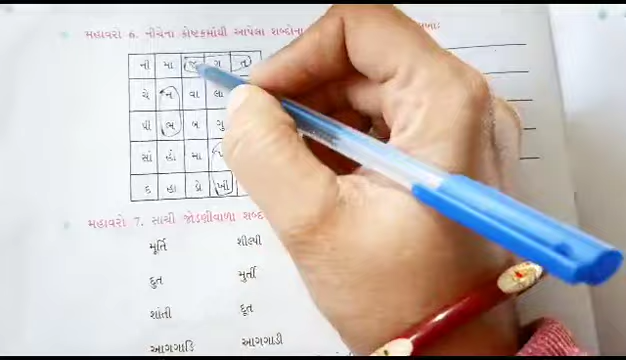 મહાવરો 6. નીચેના કોષ્ટકમાંથી આપેલા શબ્દોના
ની મા જ ગ ત
ચે ન વા લા
ભ બ ગુ
સાં હાં મા
દ હા પ્રે ખી
મહાવરો 7. સાચી જોડણીવાળા શબ્દ
મૂર્તિ શીલ્પી
દુત મુર્તી
શાંતી દૂત
આગગાડિ આગગાડી